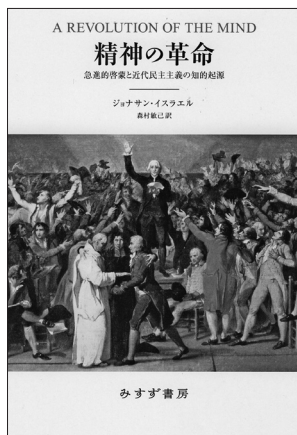 A REVOLUTION OF THE MIND
精神の革命
急進的啓蒙と近代民主主義の知的起源
ジョナサン・イスラエル
森村敏己訳
みすず書房